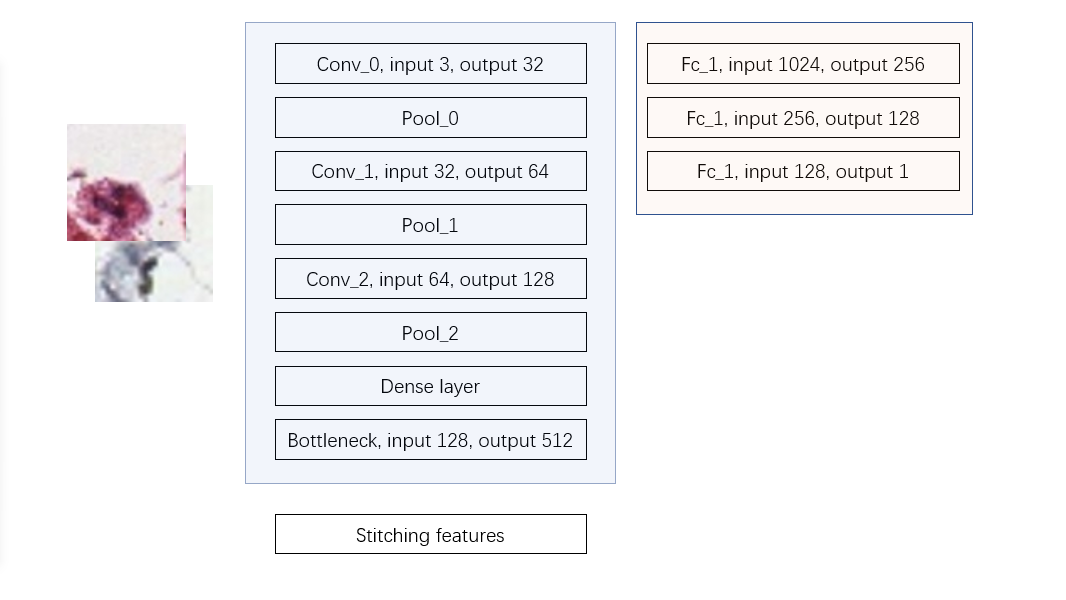 Conv_0, input 3, output 32
Pool_0
Conv_1, input 32, output 64
Pool_1
Conv_2, input 64, output 128
Pool_2
Dense layer
Bottleneck, input 128, output 512
Stitching features
Fc_1, input 1024, output 256
Fc_1, input 256, output 128
Fc_1, input 128, output 1